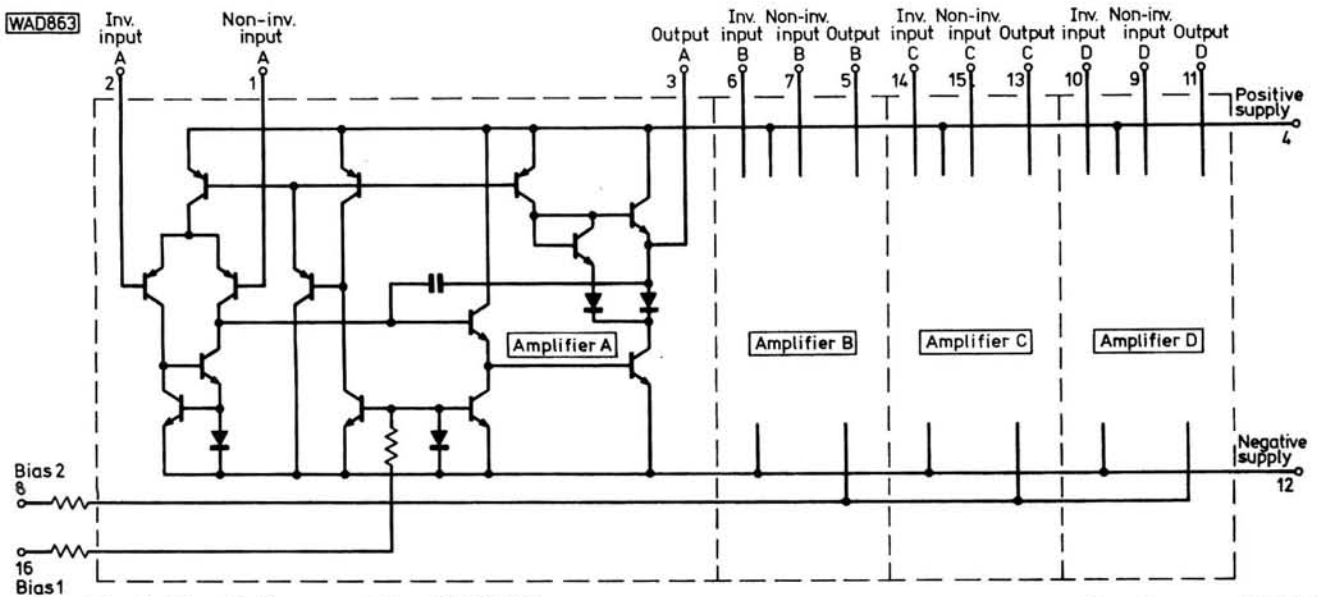 WAD863
Inv. input A 2
Non-inv. input A 1
Output A 3
Inv. input B 6
Non-inv. input B 7
Output B 5
Inv. input C 14
Non-inv. input C 15
Output C 13
Inv. input D 10
Non-inv. input D 9
Output D 11
Positive supply 4
Amplifier A
Amplifier B
Amplifier C
Amplifier D
Negative supply 12
Bias 2
8
16
Bias 1